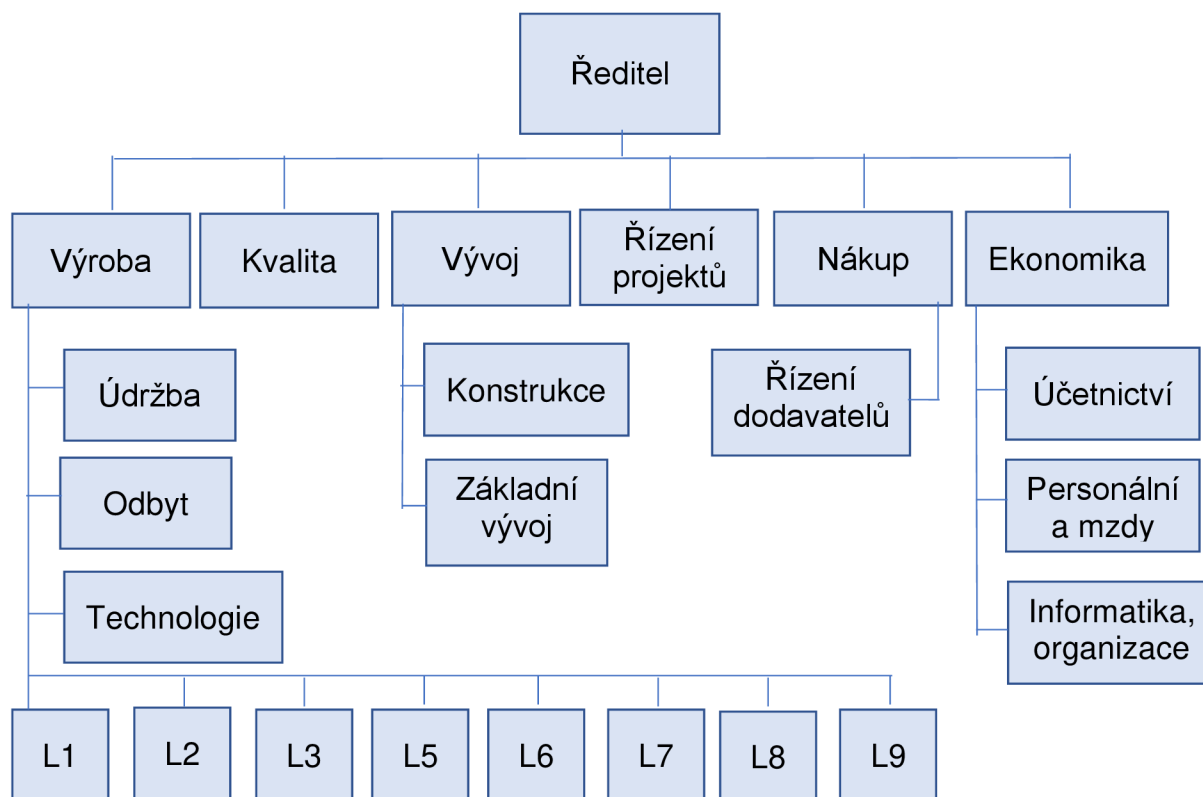 Ředitel
Výroba
Kvalita
Vývoj
Řízení
projektů
Nákup
Ekonomika
Údržba
Odbyt
Technologie
Konstrukce
Základní
vývoj
Řízení
dodavatelů
Účetnictví
Personální
a mzdy
Informatika,
organizace
L1
L2
L3
L5
L6
L7
L8
L9